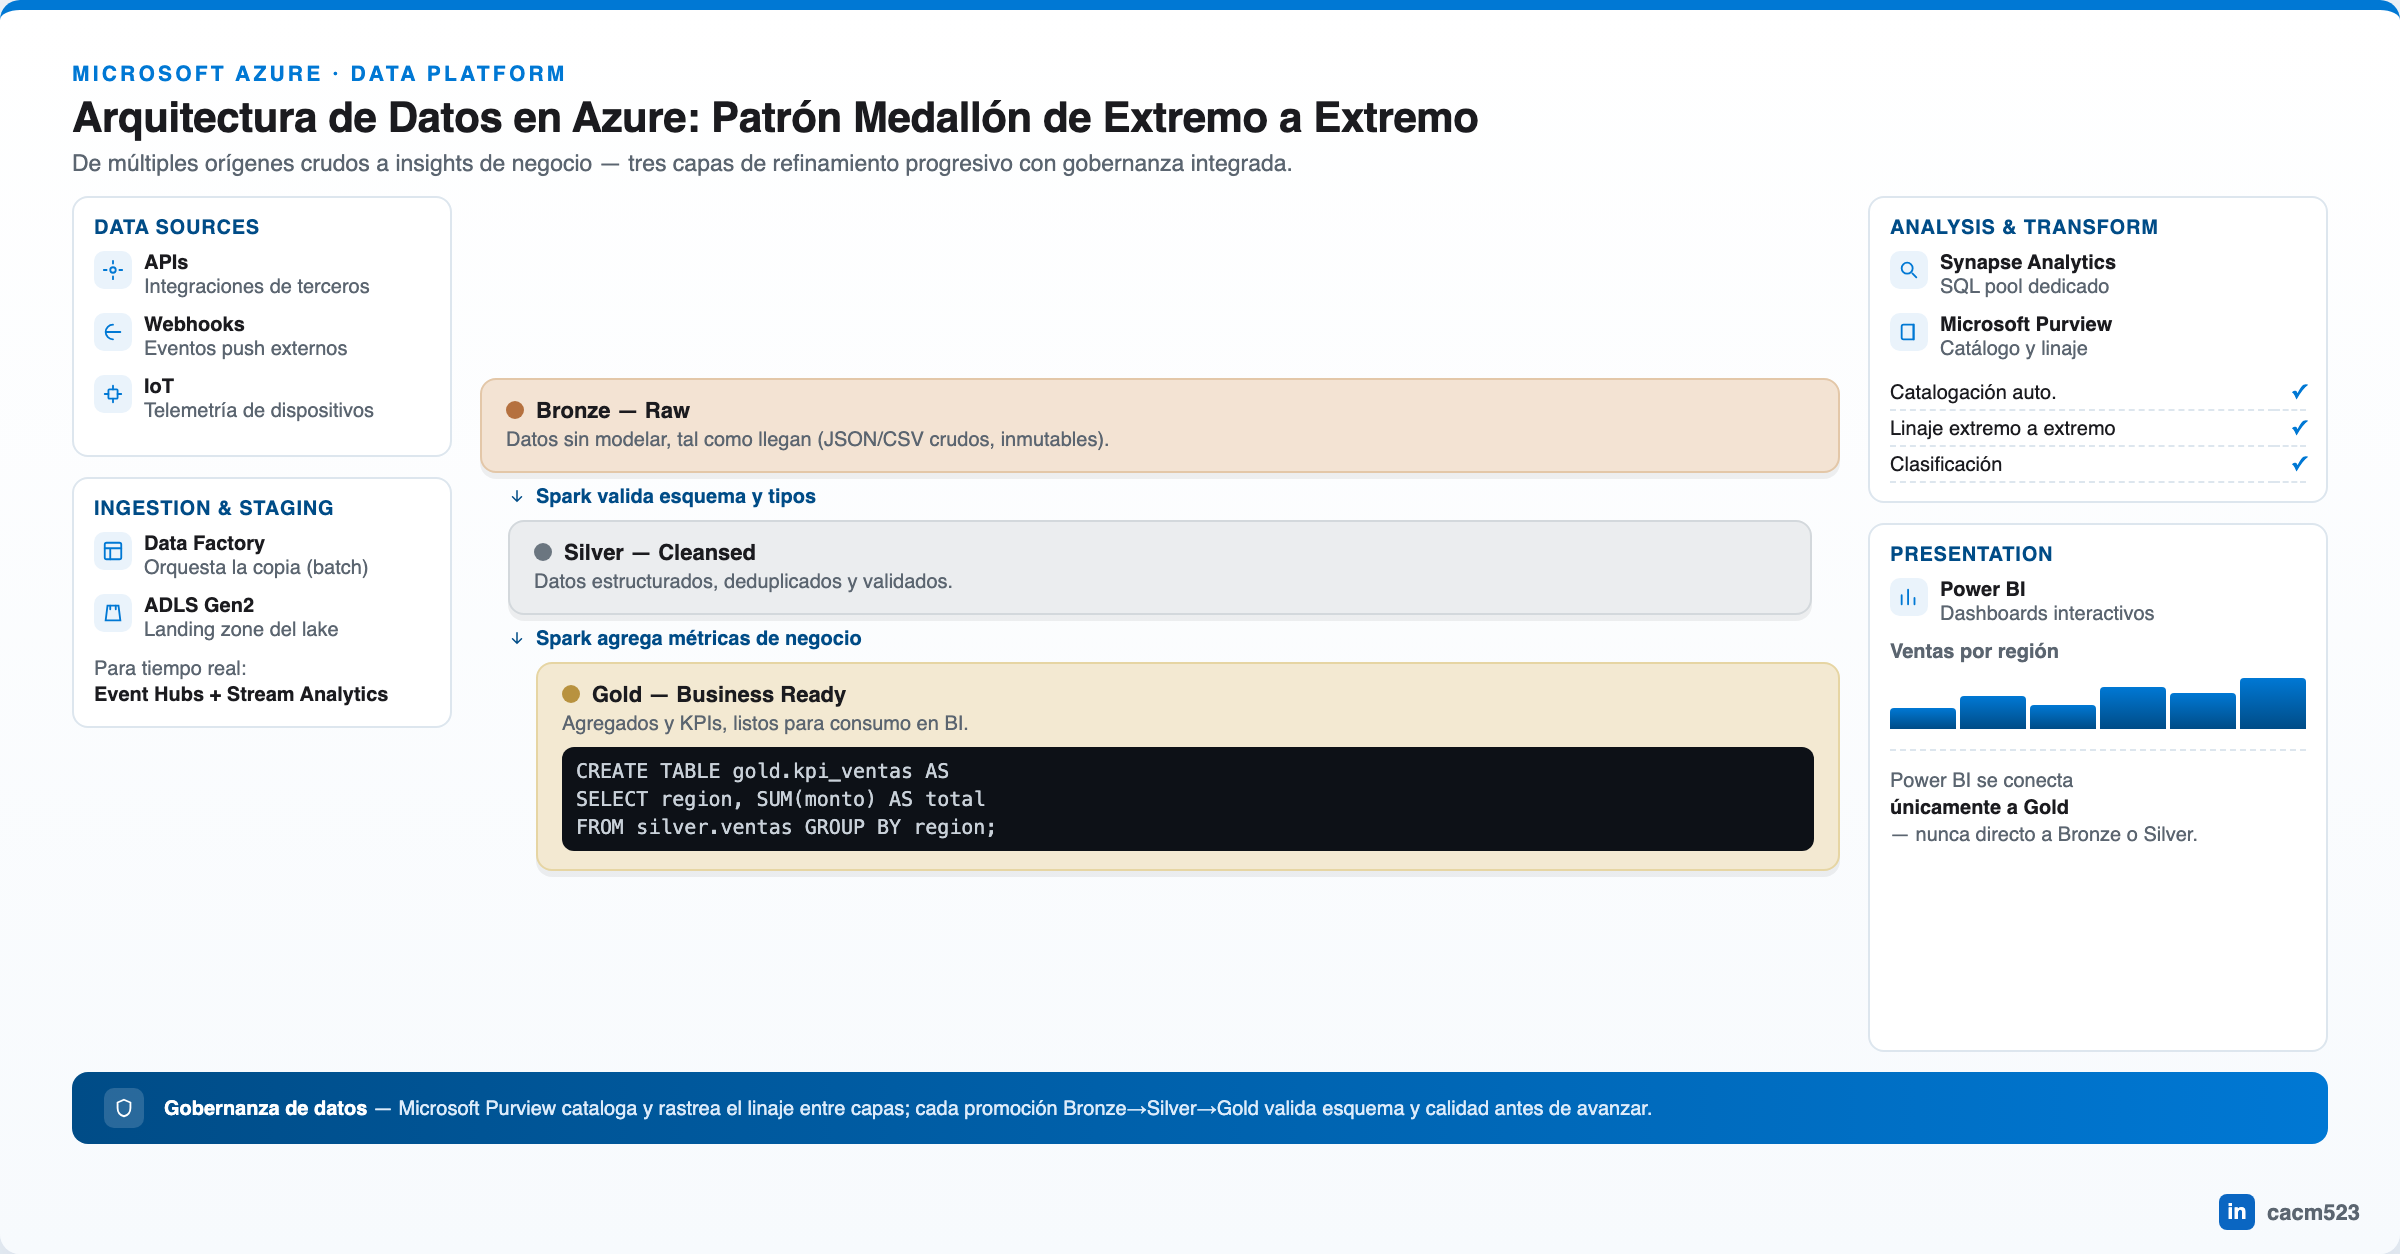 MICROSOFT AZURE · DATA PLATFORM
Arquitectura de Datos en Azure: Patrón Medallón de Extremo a Extremo
De múltiples orígenes crudos a insights de negocio — tres capas de refinamiento progresivo con gobernanza integrada.
DATA SOURCES
APIs
Integraciones de terceros
Webhooks
Eventos push externos
IoT
Telemetría de dispositivos
INGESTION & STAGING
Data Factory
Orquesta la copia (batch)
ADLS Gen2
Landing zone del lake
Para tiempo real:
Event Hubs + Stream Analytics
Bronze — Raw
Datos sin modelar, tal como llegan (JSON/CSV crudos, inmutables).
↓ Spark valida esquema y tipos
Silver — Cleansed
Datos estructurados, deduplicados y validados.
↓ Spark agrega métricas de negocio
Gold — Business Ready
Agregados y KPIs, listos para consumo en BI.
CREATE TABLE gold.kpi_ventas AS
SELECT region, SUM(monto) AS total
FROM silver.ventas GROUP BY region;
ANALYSIS & TRANSFORM
Synapse Analytics
SQL pool dedicado
Microsoft Purview
Catálogo y linaje
Catalogación auto. ✓
Linaje extremo a extremo ✓
Clasificación ✓
PRESENTATION
Power BI
Dashboards interactivos
Ventas por región
Power BI se conecta
únicamente a Gold
— nunca directo a Bronze o Silver.
Gobernanza de datos — Microsoft Purview cataloga y rastrea el linaje entre capas; cada promoción Bronze→Silver→Gold valida esquema y calidad antes de avanzar.
in cacm523